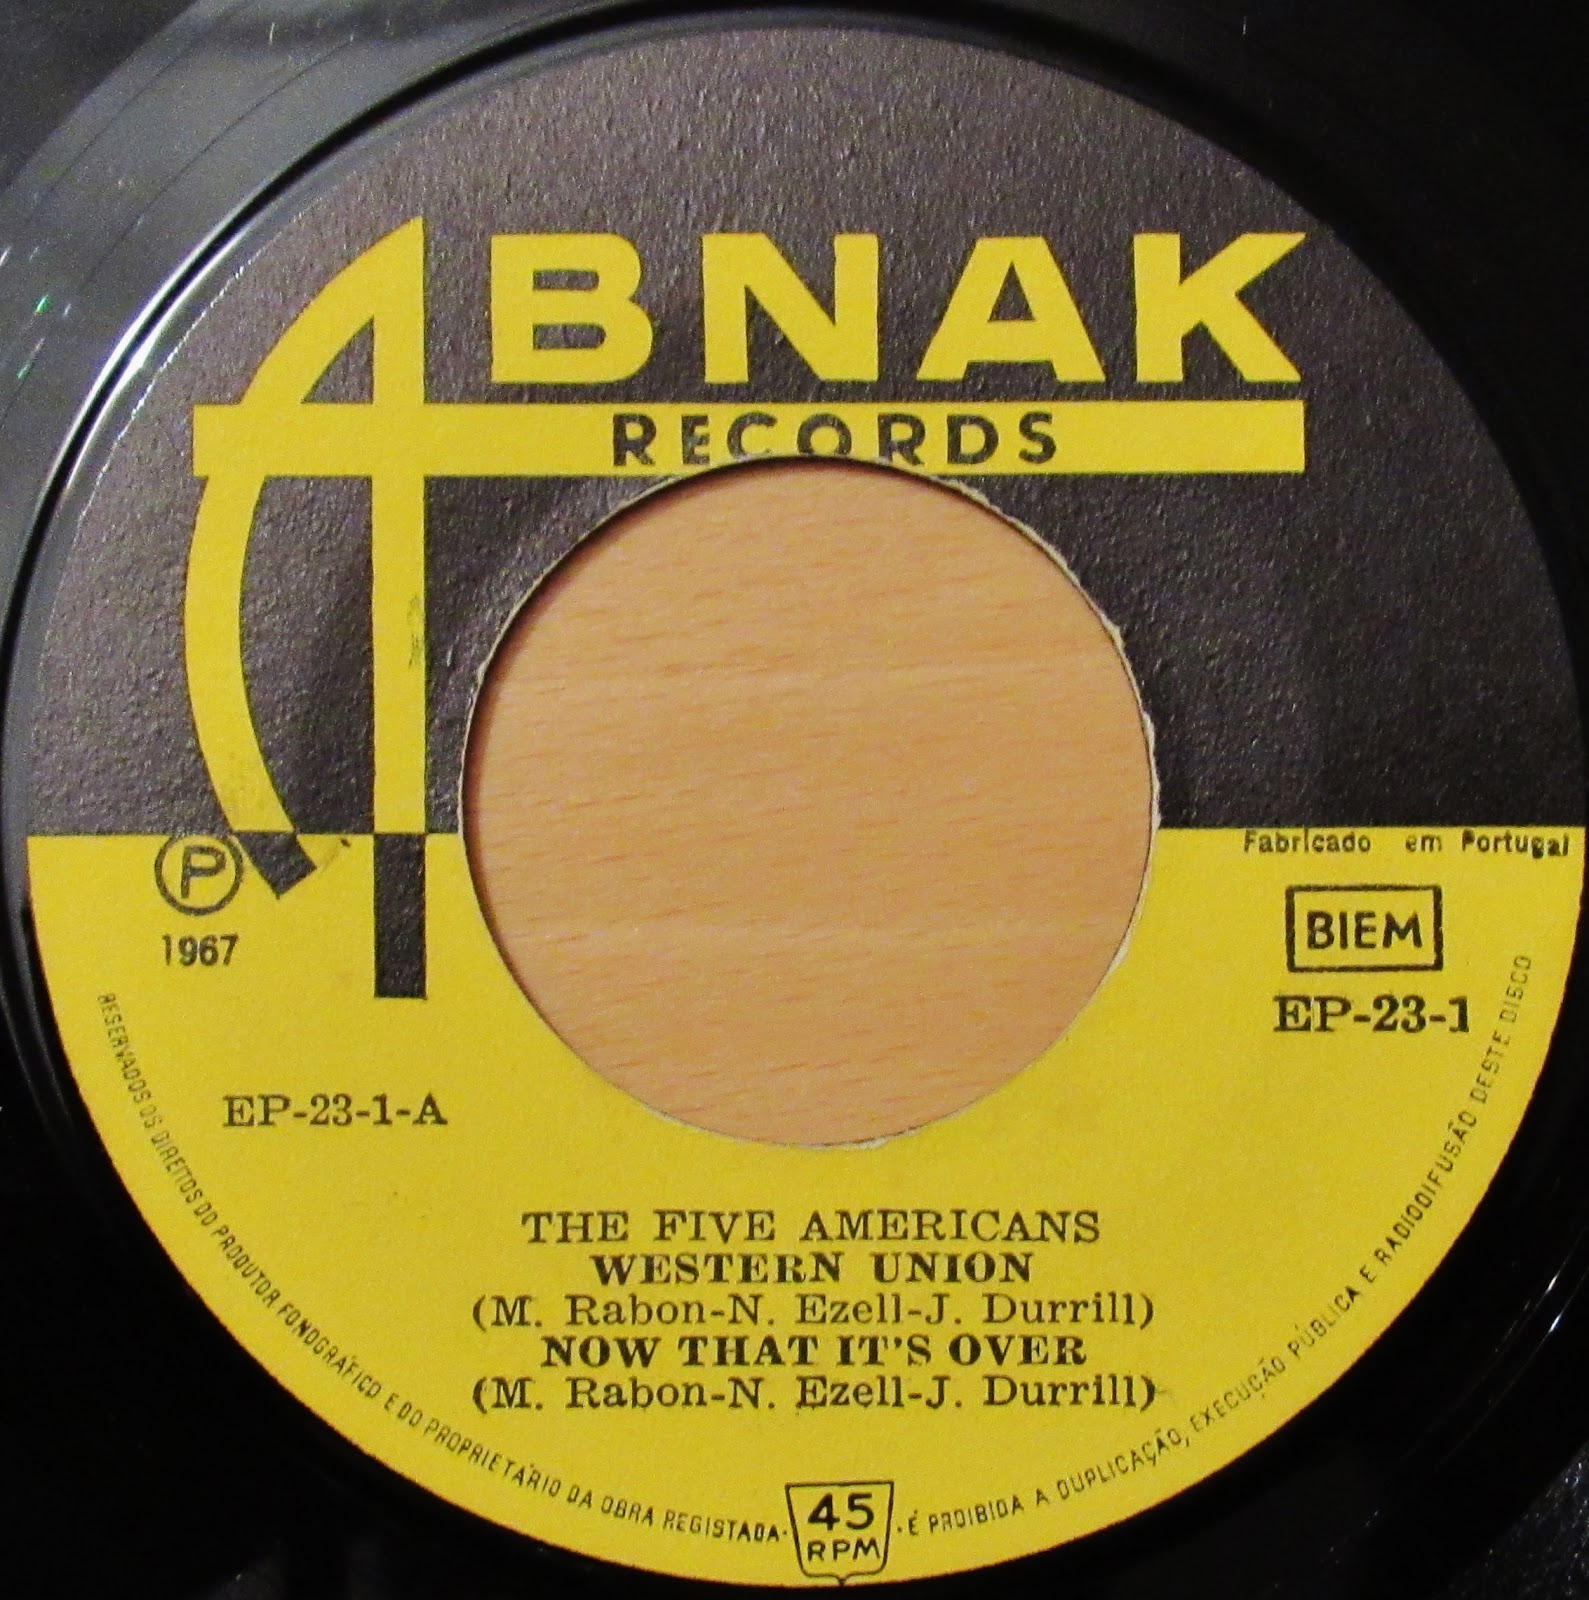 ABNAK
RECORDS
Fabricado em Portugal
P
1967
BIEM
EP-23-1
EP-23-1-A
THE FIVE AMERICANS
WESTERN UNION
(M. Rabon-N. Ezell-J. Durrill)
NOW THAT IT'S OVER
(M. Rabon-N. Ezell-J. Durrill)
RESERVADOS OS DIREITOS DO PRODUTOR FONOGRÁFICO E DO PROPRIETÁRIO DA OBRA REGISTADA · 
45
RPM
· É PROIBIDA A DUPLICAÇÃO, EXECUÇÃO PÚBLICA E RADIODIFUSÃO DESTE DISCO